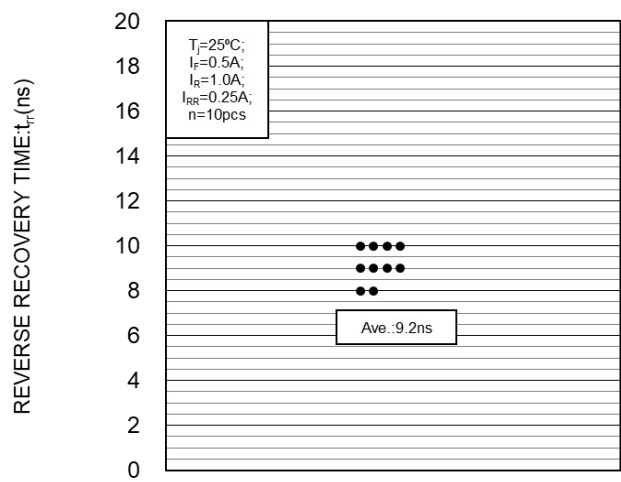 REVERSE RECOVERY TIME:trr(ns)
20
18
16
14
12
10
8
6
4
2
0
Tj=25ºC;
IF=0.5A;
IR=1.0A;
IRR=0.25A;
n=10pcs
Ave.:9.2ns